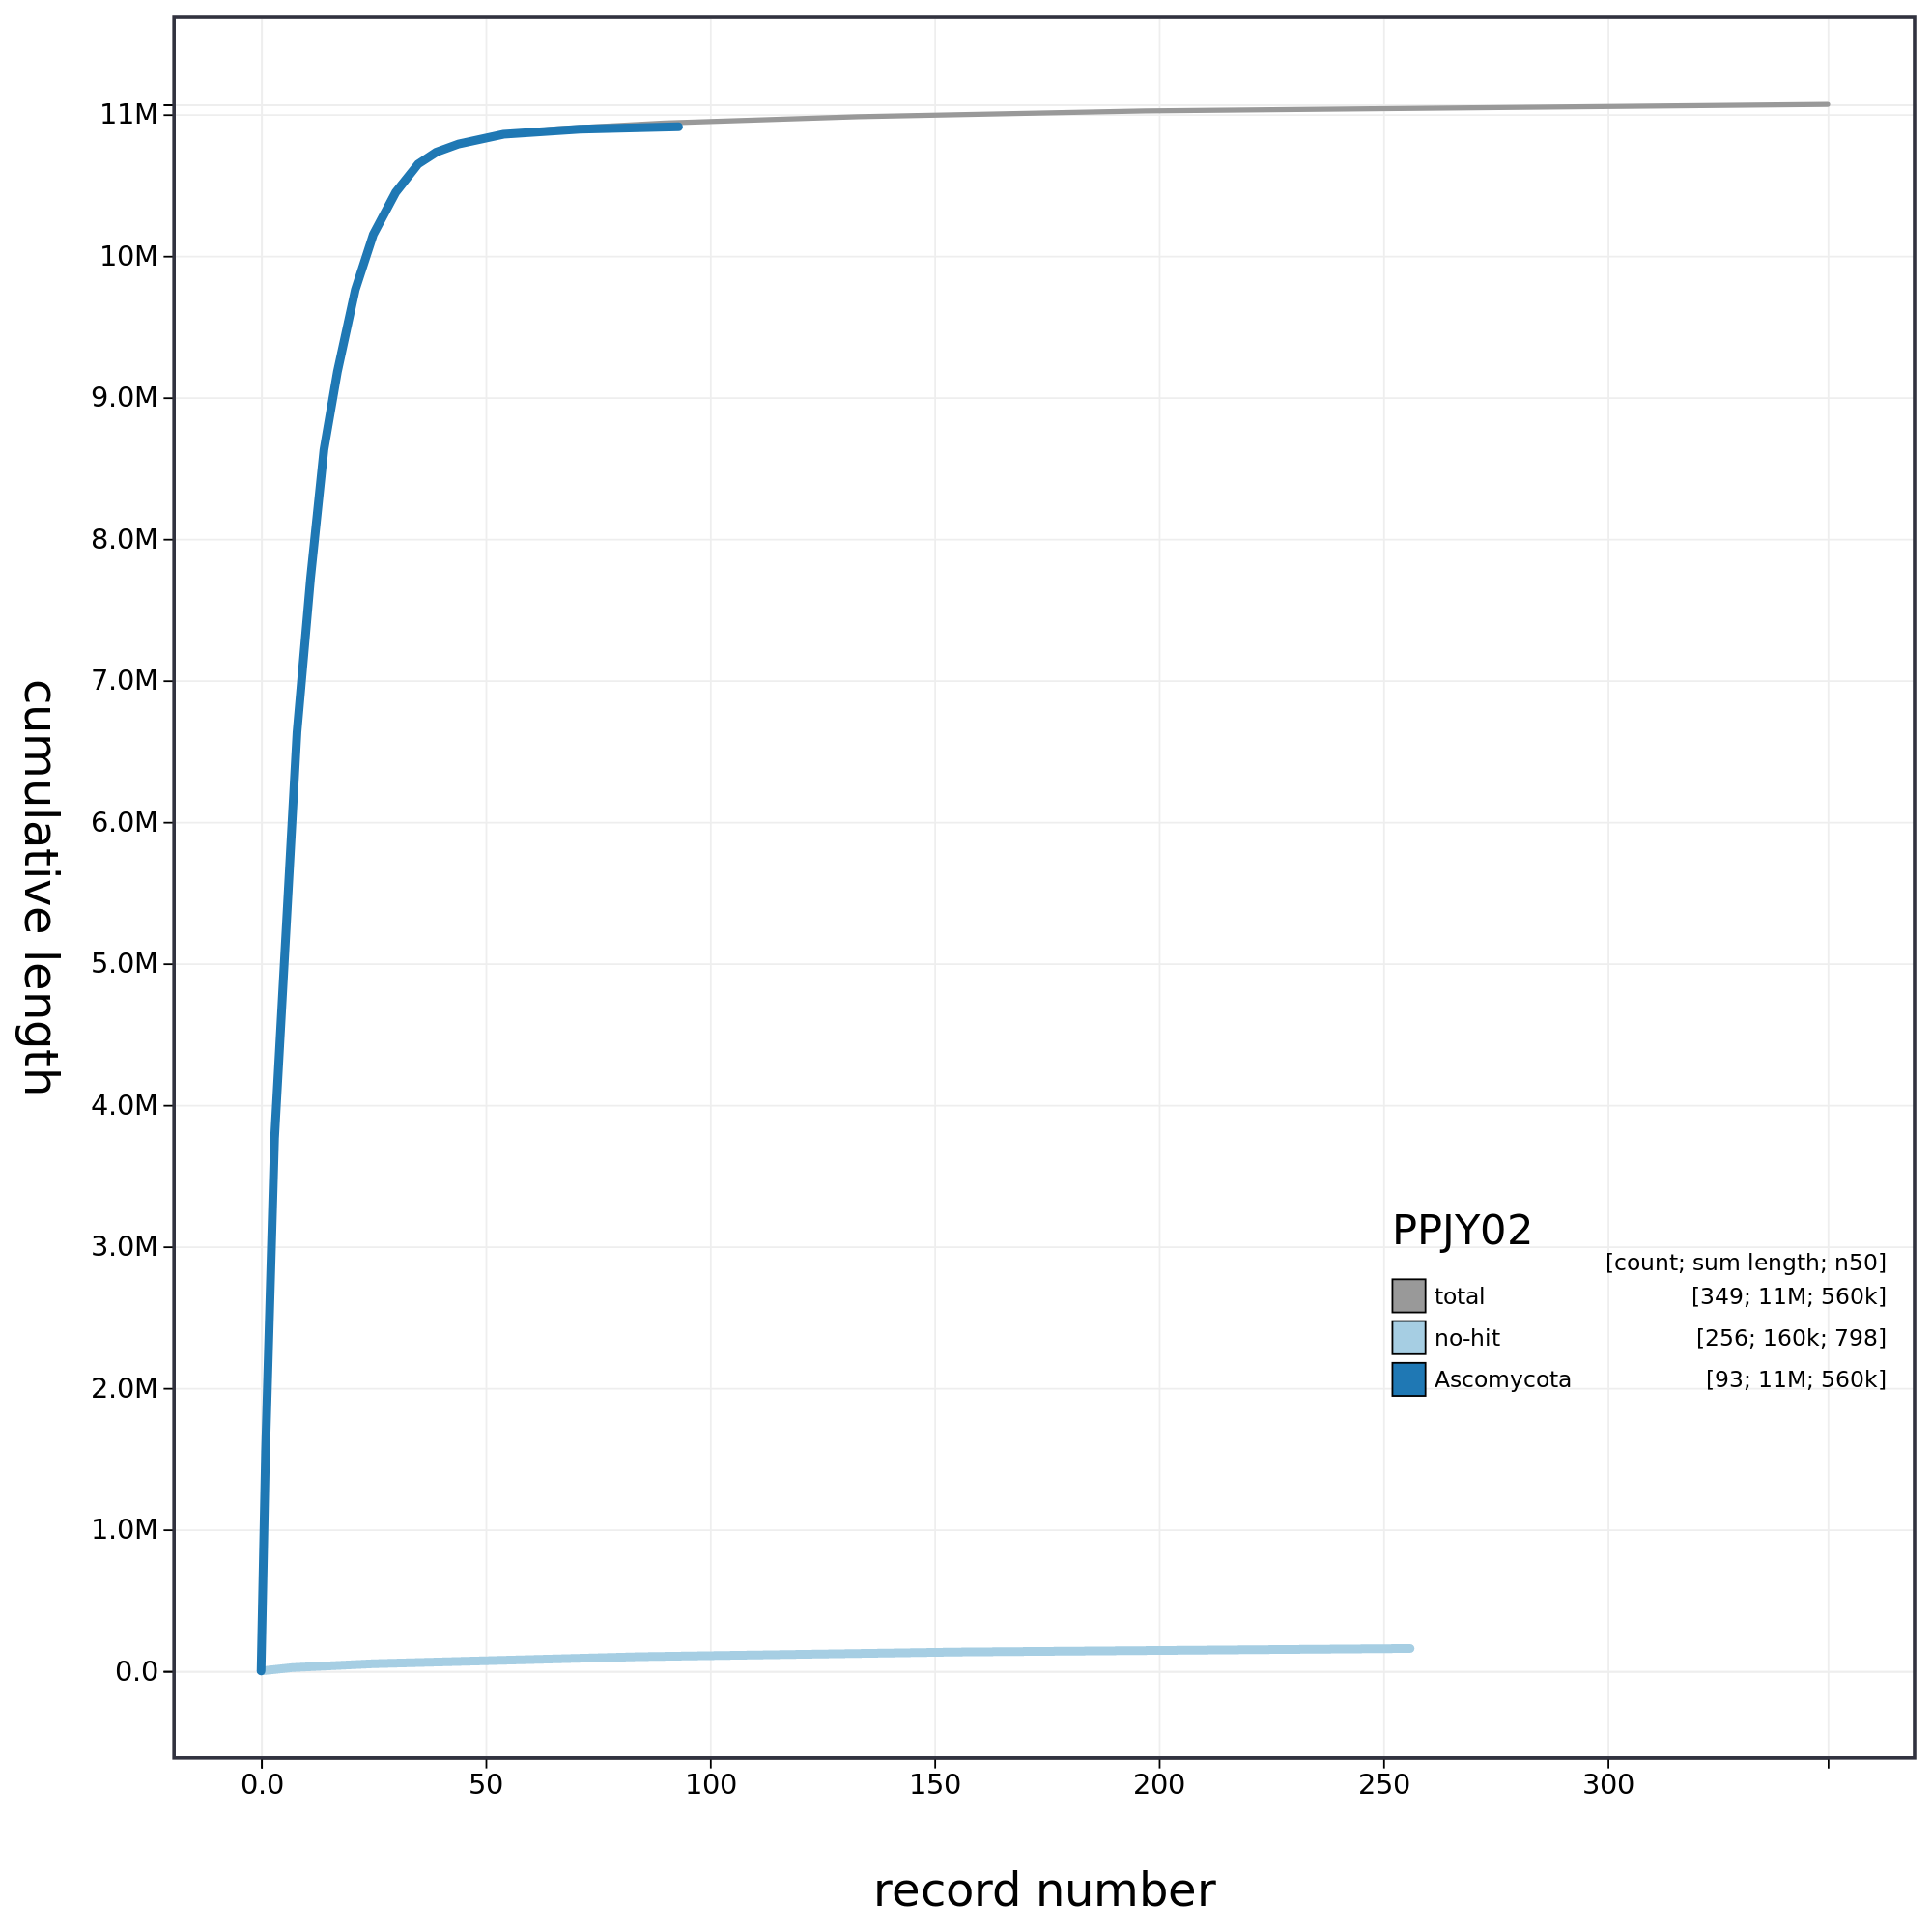 11M
10M
9.0M
8.0M
7.0M
6.0M
5.0M
4.0M
3.0M
2.0M
1.0M
0.0
cumulative length
PPJY02
[count; sum length; n50]
total [349; 11M; 560k]
no-hit [256; 160k; 798]
Ascomycota [93; 11M; 560k]
0.0 50 100 150 200 250 300
record number